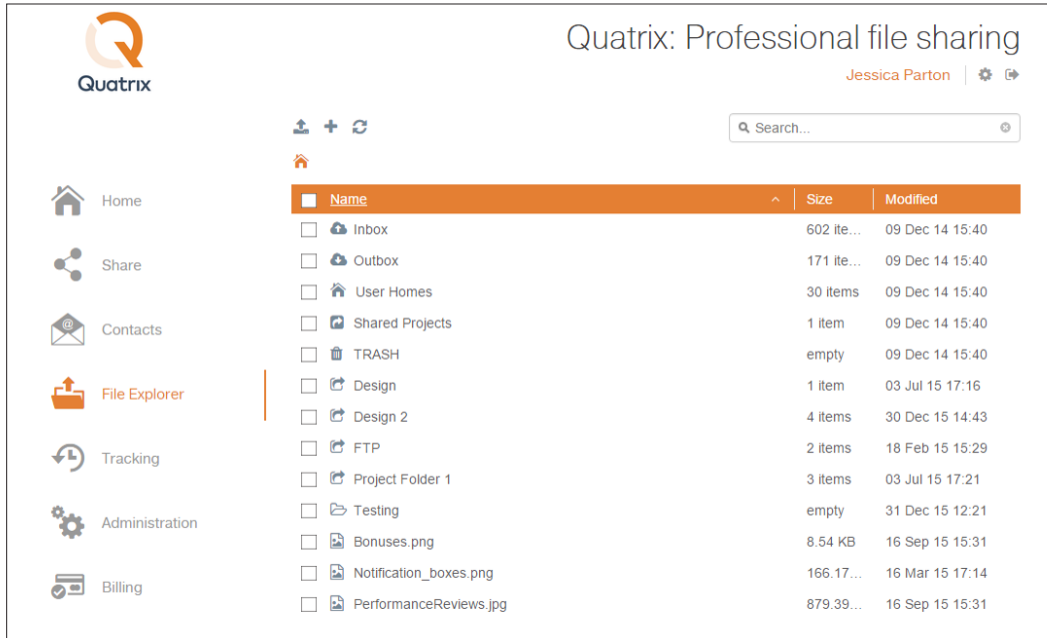 Quatrix: Professional file sharing
Quatrix
Jessica Parton
Search...
Home
Share
Contacts
File Explorer
Tracking
Administration
Billing
Name Size Modified
Inbox 602 ite... 09 Dec 14 15:40
Outbox 171 ite... 09 Dec 14 15:40
User Homes 30 items 09 Dec 14 15:40
Shared Projects 1 item 09 Dec 14 15:40
TRASH empty 09 Dec 14 15:40
Design 1 item 03 Jul 15 17:16
Design 2 4 items 30 Dec 15 14:43
FTP 2 items 18 Feb 15 15:29
Project Folder 1 3 items 03 Jul 15 17:21
Testing empty 31 Dec 15 12:21
Bonuses.png 8.54 KB 16 Sep 15 15:31
Notification_boxes.png 166.17... 16 Mar 15 17:14
PerformanceReviews.jpg 879.39... 16 Sep 15 15:31